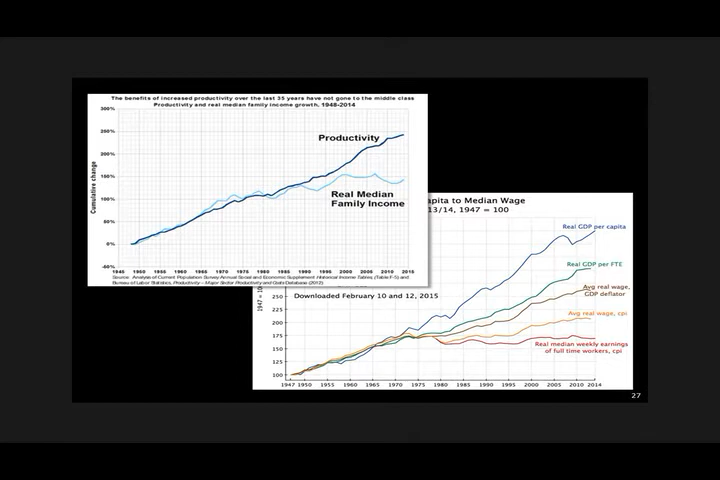 The benefits of increased productivity over the last 35 years have not gone to the middle class
Productivity and real median family income growth, 1948-2014
300%
250%
200%
150%
100%
50%
0%
-50%
Cumulative change
Productivity
Real Median
Family Income
1945 1950 1955 1960 1965 1970 1975 1980 1985 1990 1995 2000 2005 2010 2015
Source: Analysis of Current Population Survey Annual Social and Economic Supplement Historical Income Tables, (Table F-5) and
Bureau of Labor Statistics, Productivity – Major Sector Productivity and Costs Database (2012)
apita to Median Wage
13/14, 1947 = 100
Real GDP per capita
Real GDP per FTE
Avg real wage,
GDP deflator
Avg real wage, cpi
Real median weekly earnings
of full time workers, cpi
Downloaded February 10 and 12, 2015
1947 = 10
250
225
200
175
150
125
100
1947 1950 1955 1960 1965 1970 1975 1980 1985 1990 1995 2000 2005 2010 2014
27